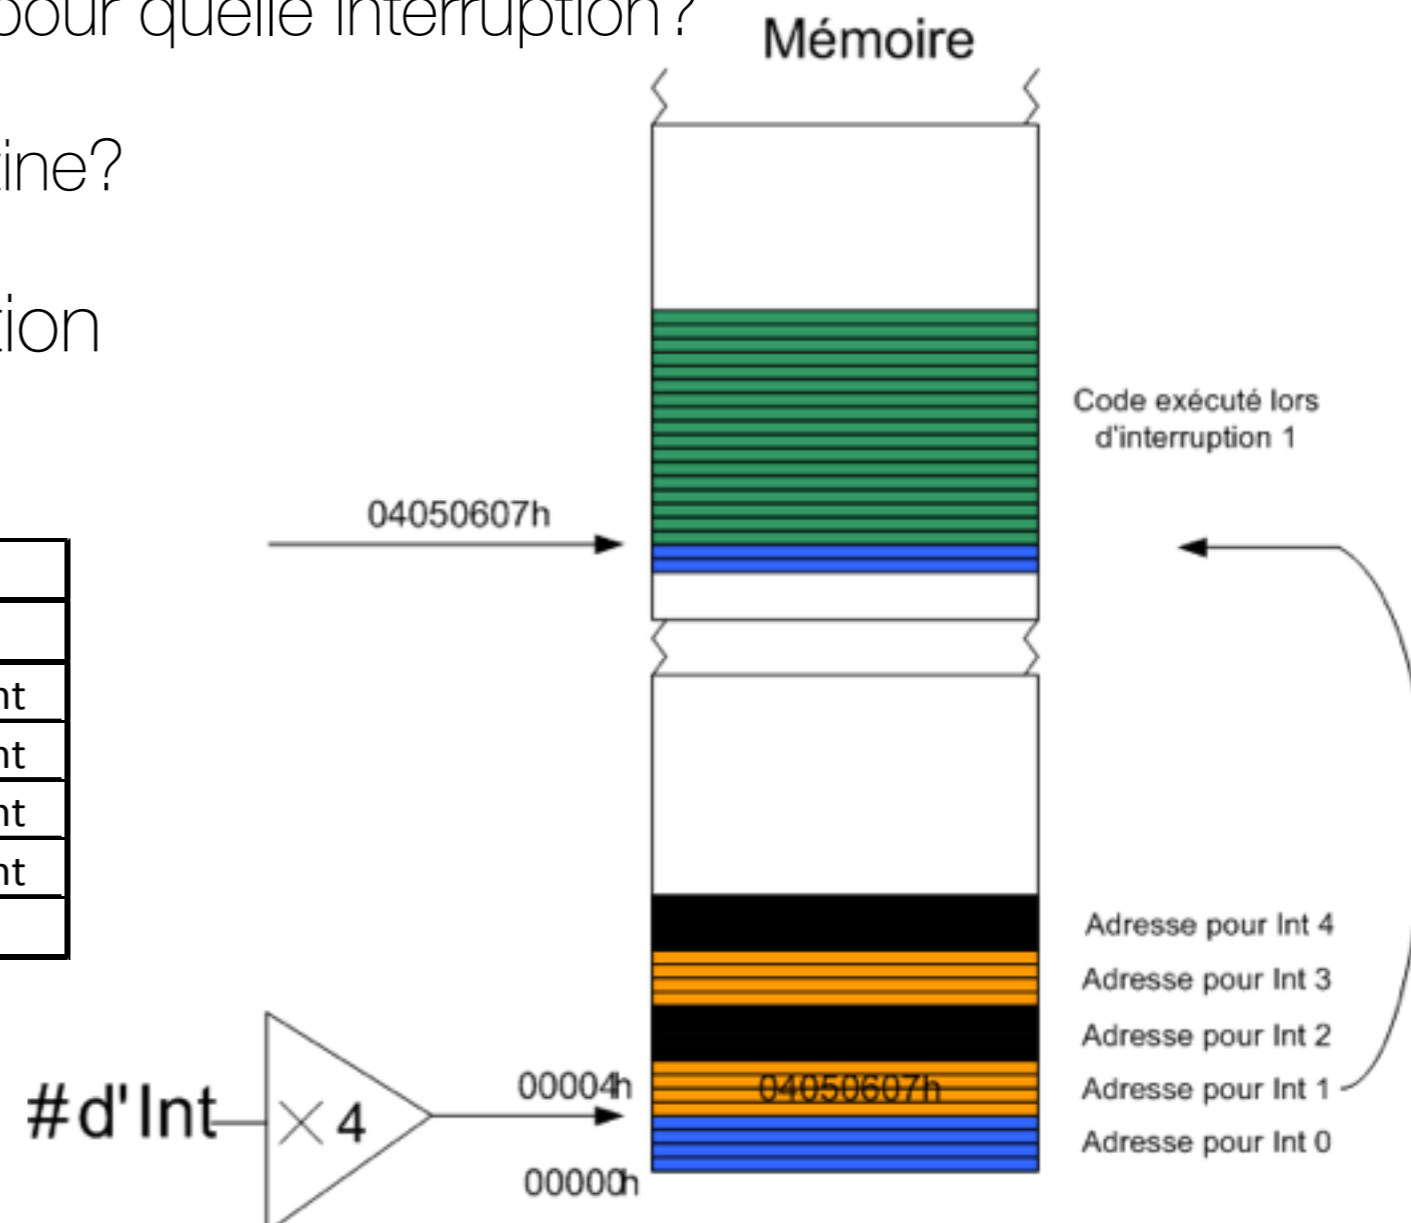 pour quelle interruption?
Mémoire
tine?
tion
Code exécuté lors
d'interruption 1
04050607h
nt
nt
nt
nt
Adresse pour Int 4
Adresse pour Int 3
Adresse pour Int 2
00004h
04050607h
Adresse pour Int 1
#d'Int
× 4
Adresse pour Int 0
00000h